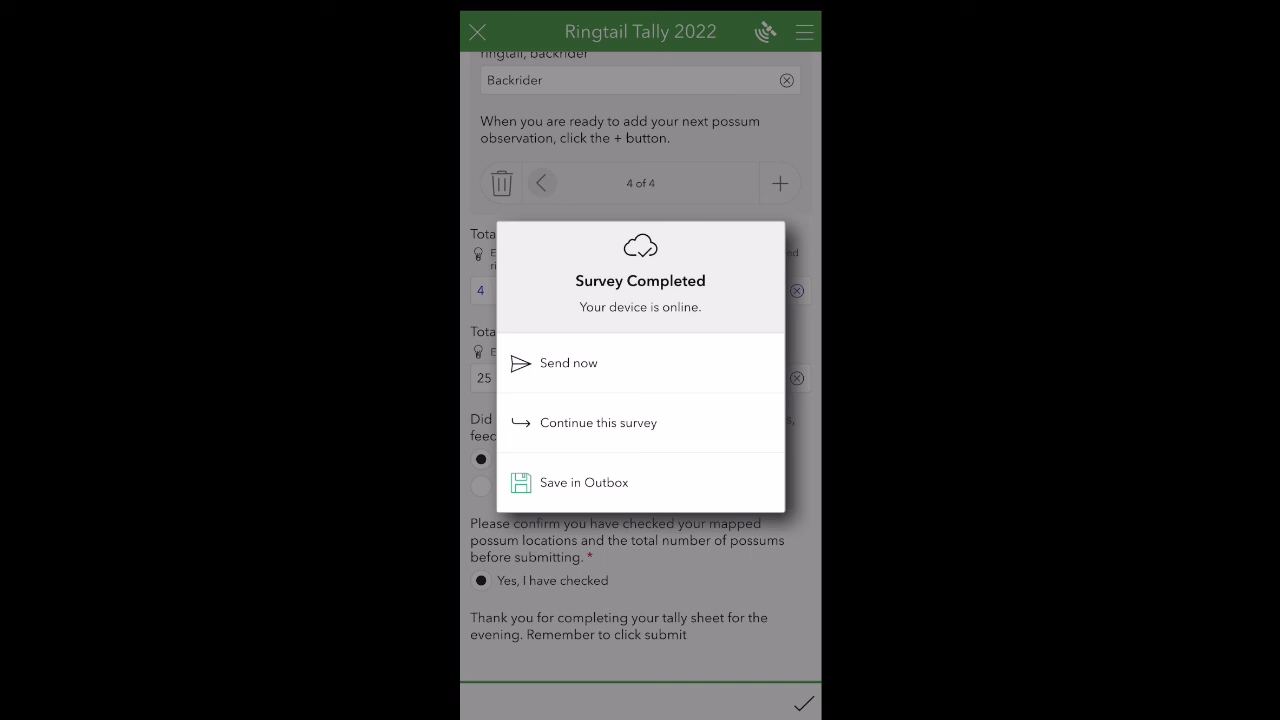 Ringtail Tally 2022
ringtail, backrider
Backrider
When you are ready to add your next possum
observation, click the + button.
4 of 4
Survey Completed
Your device is online.
4
Send now
25
Continue this survey
Did
Save in Outbox
Please confirm you have checked your mapped
possum locations and the total number of possums
before submitting. *
Yes, I have checked
Thank you for completing your tally sheet for the
evening. Remember to click submit